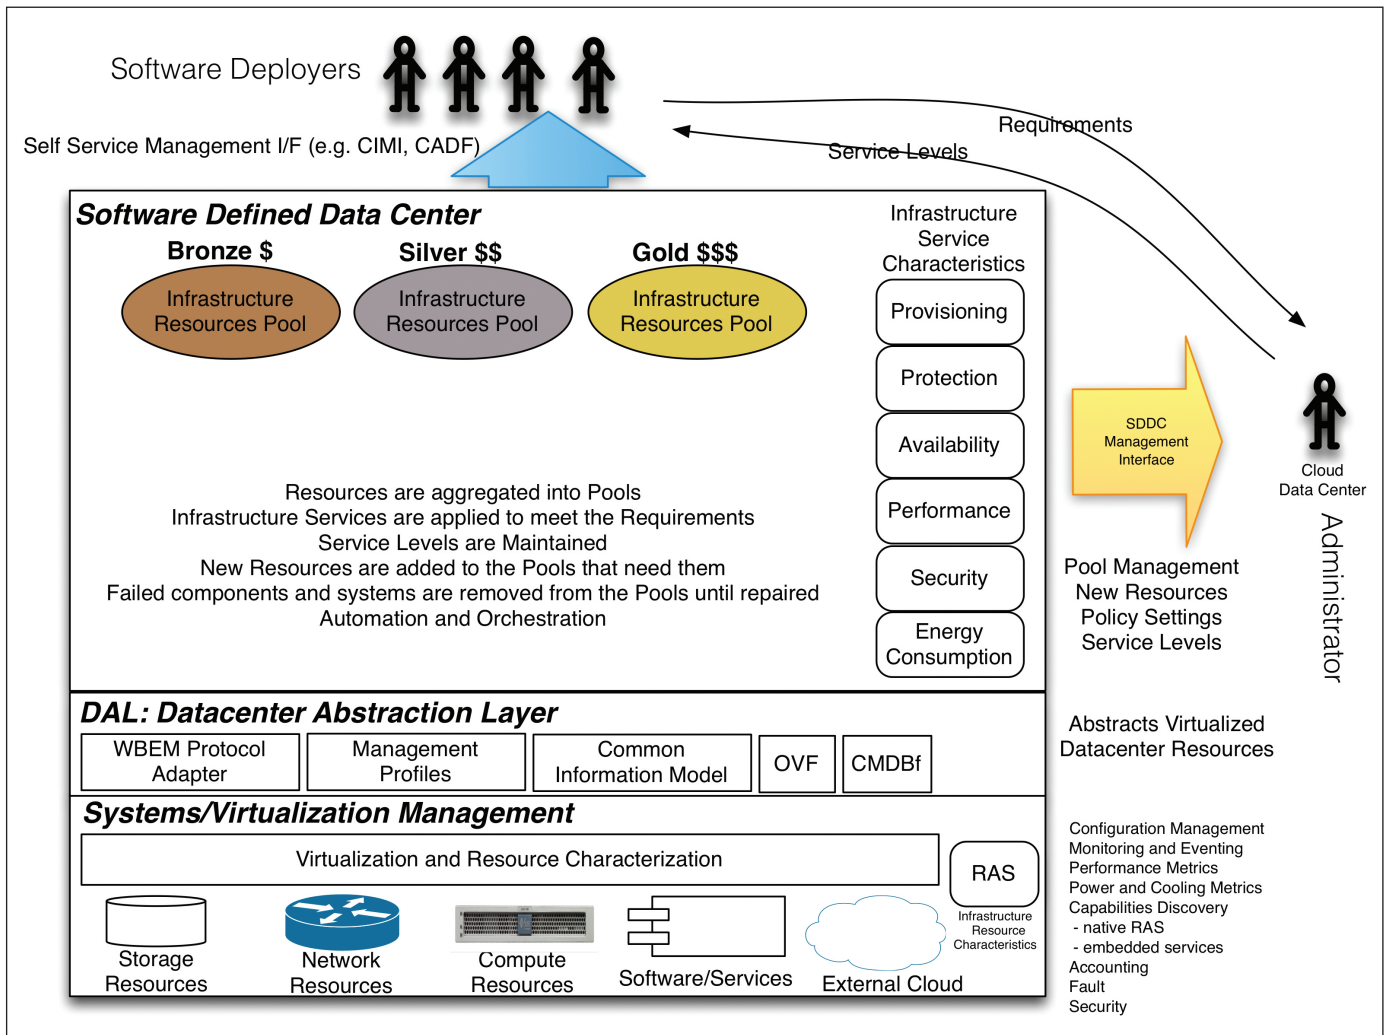 Software Deployers
Self Service Management I/F (e.g. CIMI, CADF)
Requirements
Service Levels
Software Defined Data Center
Bronze $
Infrastructure
Resources Pool
Silver $$
Infrastructure
Resources Pool
Gold $$$
Infrastructure
Resources Pool
Infrastructure
Service
Characteristics
Provisioning
Protection
Availability
Performance
Security
Energy
Consumption
Resources are aggregated into Pools
Infrastructure Services are applied to meet the Requirements
Service Levels are Maintained
New Resources are added to the Pools that need them
Failed components and systems are removed from the Pools until repaired
Automation and Orchestration
SDDC
Management
Interface
Cloud
Data Center
Administrator
Pool Management
New Resources
Policy Settings
Service Levels
DAL: Datacenter Abstraction Layer
WBEM Protocol
Adapter
Management
Profiles
Common
Information Model
OVF
CMDBf
Abstracts Virtualized
Datacenter Resources
Systems/Virtualization Management
Virtualization and Resource Characterization
RAS
Infrastructure
Resource
Characteristics
Storage
Resources
Network
Resources
Compute
Resources
Software/Services
External Cloud
Configuration Management
Monitoring and Eventing
Performance Metrics
Power and Cooling Metrics
Capabilities Discovery
- native RAS
- embedded services
Accounting
Fault
Security